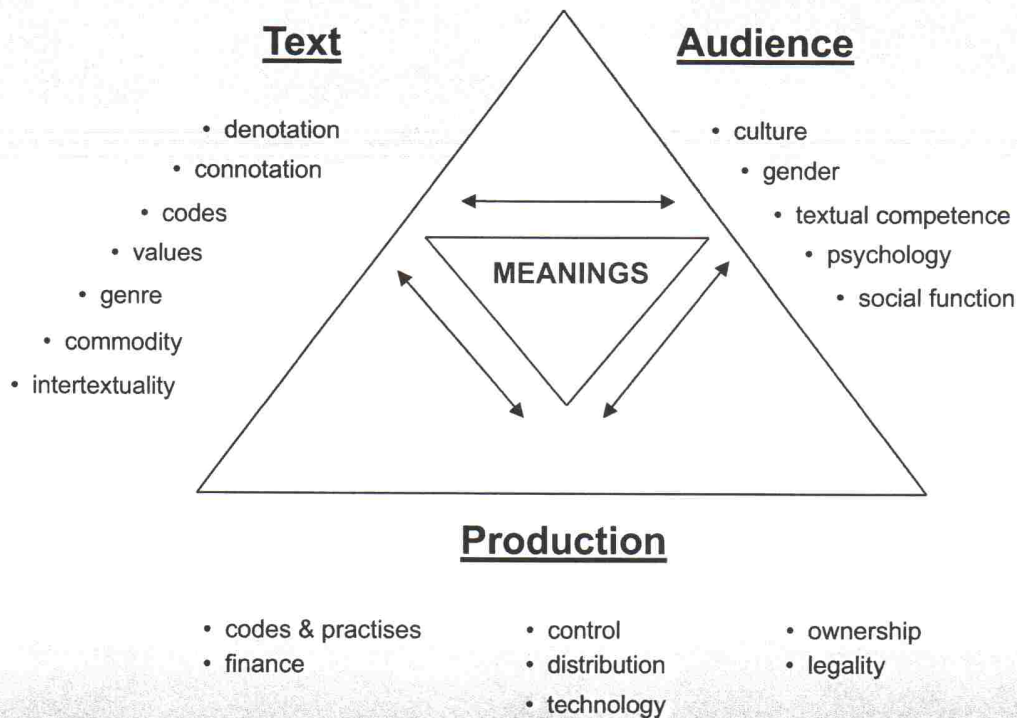 Text
Audience
• denotation
• connotation
• codes
• values
• genre
• commodity
• intertextuality
• culture
• gender
• textual competence
• psychology
• social function
MEANINGS
Production
• codes & practises
• finance
• control
• distribution
• technology
• ownership
• legality